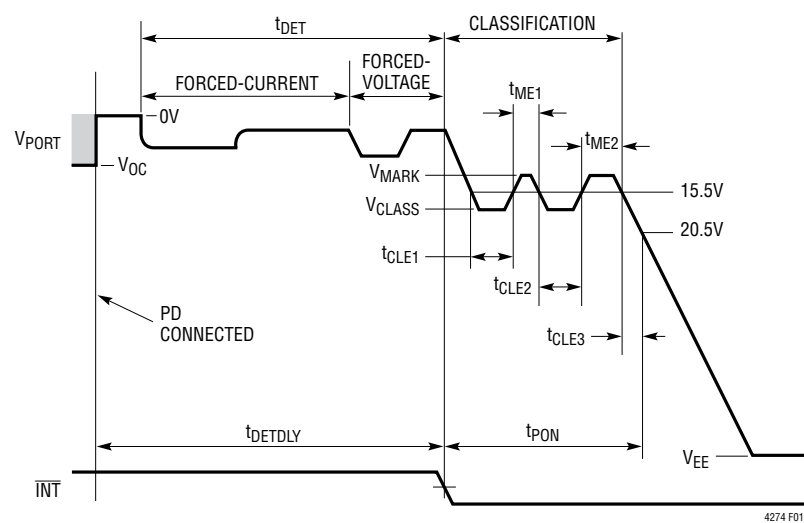 tDET
CLASSIFICATION
FORCED-CURRENT
FORCED-
VOLTAGE
tME1
0V
VPORT
tME2
VOC
VMARK
15.5V
VCLASS
20.5V
tCLE1
tCLE2
PD
CONNECTED
tCLE3
tDETDLY
tPON
VEE
INT
4274 F01